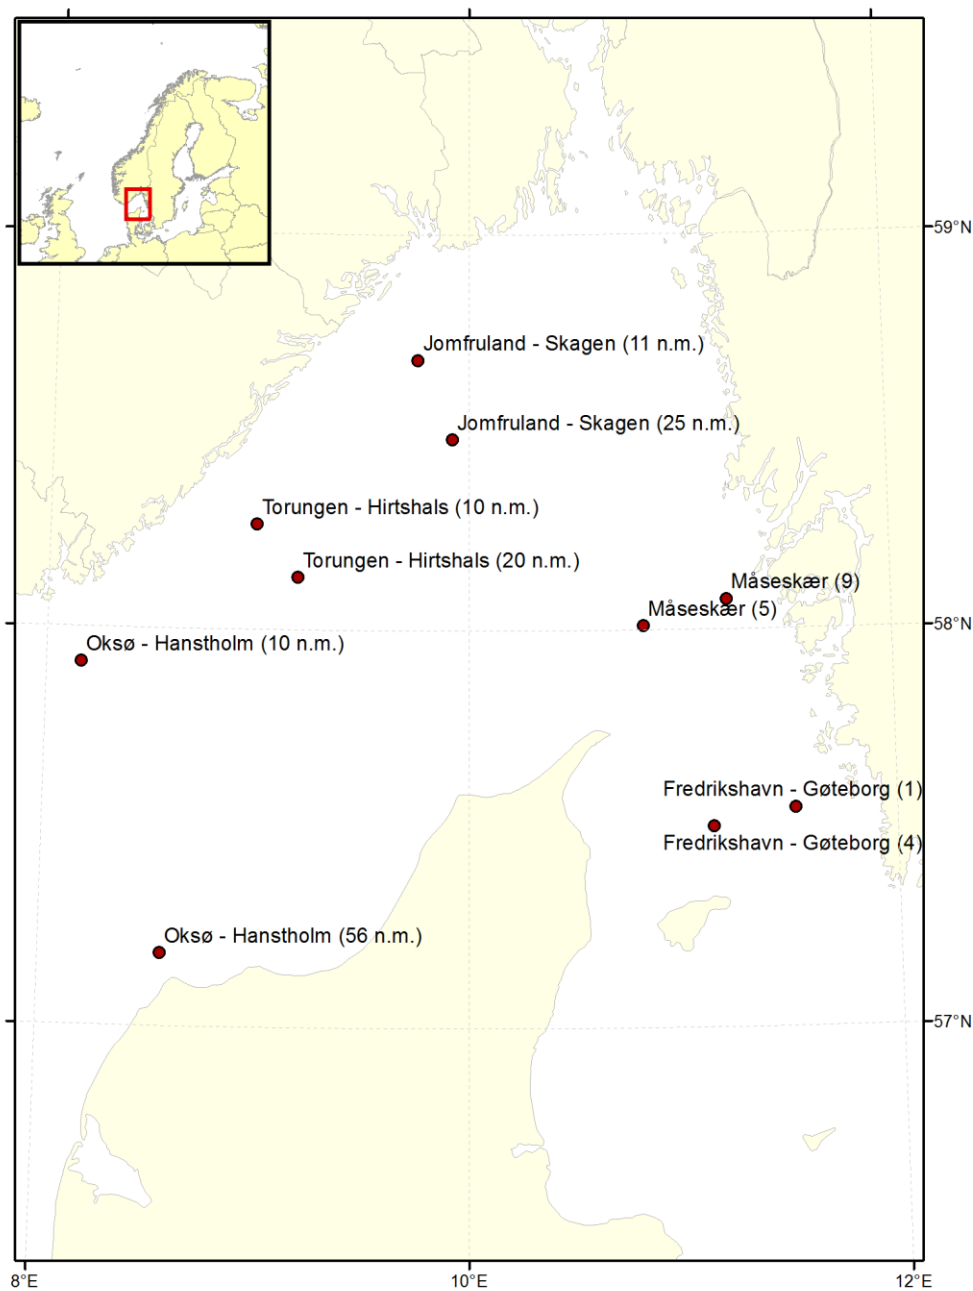 59°N
Jomfruland - Skagen (11 n.m.)
Jomfruland - Skagen (25 n.m.)
Torungen - Hirtshals (10 n.m.)
Torungen - Hirtshals (20 n.m.)
Måseskær (9)
Måseskær (5)
58°N
Oksø - Hanstholm (10 n.m.)
Fredrikshavn - Gøteborg (1)
Fredrikshavn - Gøteborg (4)
Oksø - Hanstholm (56 n.m.)
57°N
8°E
10°E
12°E